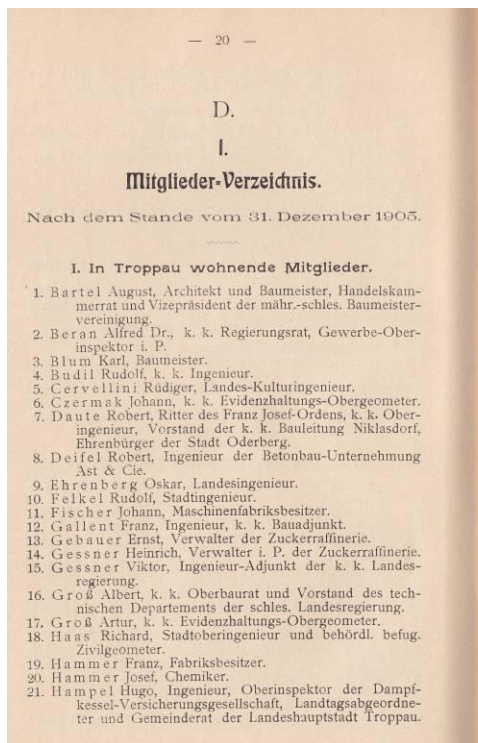 — 20 —
D.
I.
Mitglieder-Verzeichnis.
Nach dem Stande vom 31. Dezember 1905.
I. In Troppau wohnende Mitglieder.
1. Bartel August, Architekt und Baumeister, Handelskam-
merrat und Vizepräsident der mähr.-schles. Baumeister-
vereinigung.
2. Beran Alfred Dr., k. k. Regierungsrat, Gewerbe-Ober-
inspektor i. P.
3. Blum Karl, Baumeister.
4. Budil Rudolf, k. k. Ingenieur.
5. Cervellini Rüdiger, Landes-Kulturingenieur.
6. Czermak Johann, k. k. Evidenzhaltungs-Obergeometer.
7. Daute Robert, Ritter des Franz Josef-Ordens, k. k. Ober-
ingenieur, Vorstand der k. k. Bauleitung Niklasdorf,
Ehrenbürger der Stadt Oderberg.
8. Deifel Robert, Ingenieur der Betonbau-Unternehmung
Ast & Cie.
9. Ehrenberg Oskar, Landesingenieur.
10. Felkel Rudolf, Stadtingenieur.
11. Fischer Johann, Maschinenfabriksbesitzer.
12. Gallent Franz, Ingenieur, k. k. Bauadjunkt.
13. Gebauer Ernst, Verwalter der Zuckerraffinerie.
14. Gessner Heinrich, Verwalter i. P. der Zuckerraffinerie.
15. Gessner Viktor, Ingenieur-Adjunkt der k. k. Landes-
regierung.
16. Groß Albert, k. k. Oberbaurat und Vorstand des tech-
nischen Departements der schles. Landesregierung.
17. Groß Artur, k. k. Evidenzhaltungs-Obergeometer.
18. Haas Richard, Stadtoberingenieur und behördl. befug.
Zivilgeometer.
19. Hammer Franz, Fabriksbesitzer.
20. Hammer Josef, Chemiker.
21. Hampel Hugo, Ingenieur, Oberinspektor der Dampf-
kessel-Versicherungsgesellschaft, Landtagsabgeordne-
ter und Gemeinderat der Landeshauptstadt Troppau.